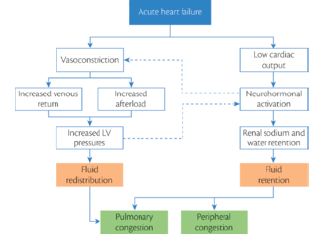 Acute heart failure
Vasoconstriction
Low cardiac
output
Increased venous
return
Increased
afterload
Neurohormonal
activation
Increased LV
pressures
Renal sodium and
water retention
Fluid
redistribution
Fluid
retention
Pulmonary
congestion
Peripheral
congestion